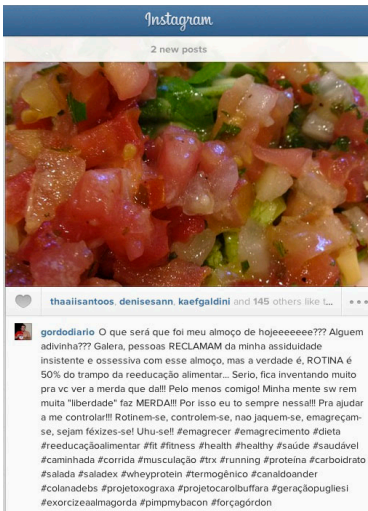 Instagram
2 new posts
thaaiisantoos, denisesann, kaefgaldini and 145 others like t...
gordodiario O que será que foi meu almoço de hojeeeeeee??? Alguem
adivinha??? Galera, pessoas RECLAMAM da minha assiduidade
insistente e ossessiva com esse almoço, mas a verdade é, ROTINA é
50% do trampo da reeducação alimentar... Serio, fica inventando muito
pra vc ver a merda que da!!! Pelo menos comigo! Minha mente sw rem
muita "liberdade" faz MERDA!!! Por isso eu to sempre nessa!!! Pra ajudar
a me controlar!!! Rotinem-se, controlem-se, nao jaquem-se, emagreçam-
se, sejam féxizes-se! Uhu-se!! #emagrecer #emagrecimento #dieta
#reeducaçãoalimentar #fit #fitness #health #healthy #saúde #saudável
#caminhada #corrida #musculação #trx #running #proteína #carboidrato
#salada #saladex #wheyprotein #termogênico #canaldoander
#colanadebs #projetoxograxa #projetocarolbuffara #geraçãopugliesi
#exorcizeaalmagorda #pimpmybacon #forçagórdon